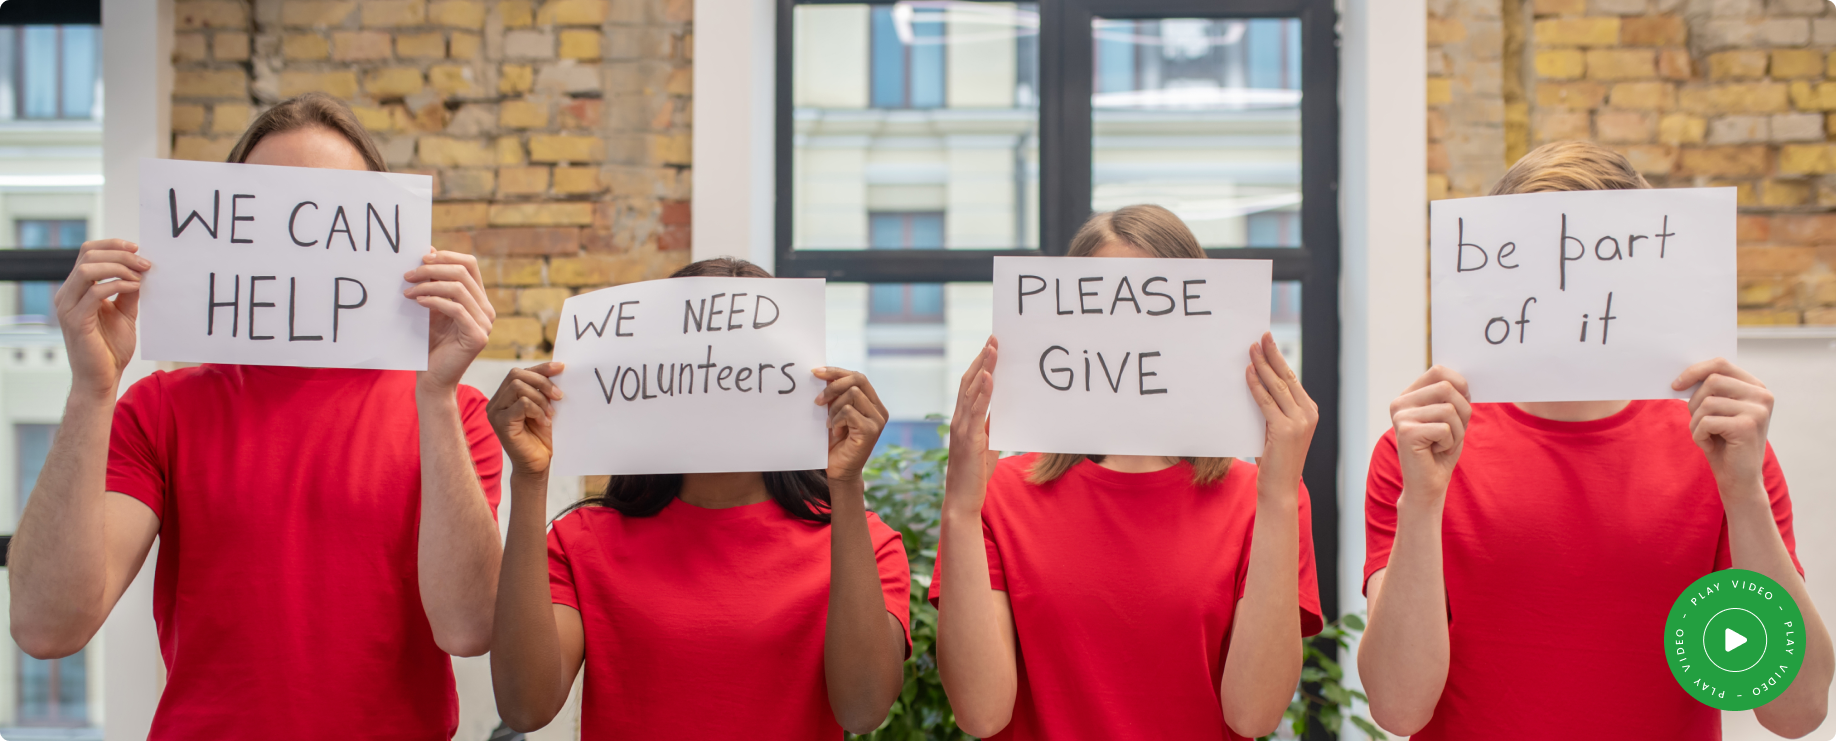 WE CAN
HELP
WE NEED
volunteers
PLEASE
GiVE
be part
of it
PLAY VIDEO - PLAY VIDEO - PLAY VIDEO -